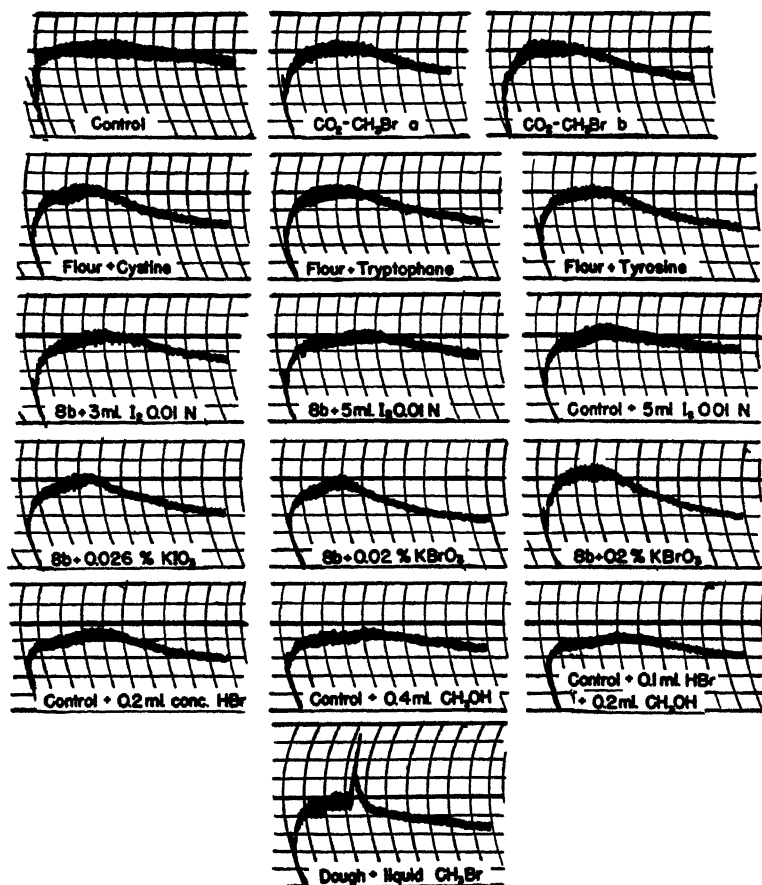 Control
CO₂-CH₃Br a
CO₂-CH₃Br b
Flour + Cystine
Flour + Tryptophane
Flour + Tyrosine
8b + 3 ml. I₂ 0.01 N
8b + 5 ml. I₂ 0.01 N
Control + 5 ml I₂ 0 01 N
8b + 0.026 % KIO₃
8b + 0.02 % KBrO₃
8b + 0.2 % KBrO₃
Control + 0.2 ml. conc. HBr
Control + 0.4 ml. CH₃OH
Control + 0.1 ml. HBr
+ 0.2 ml. CH₃OH
Dough + liquid CH₃Br